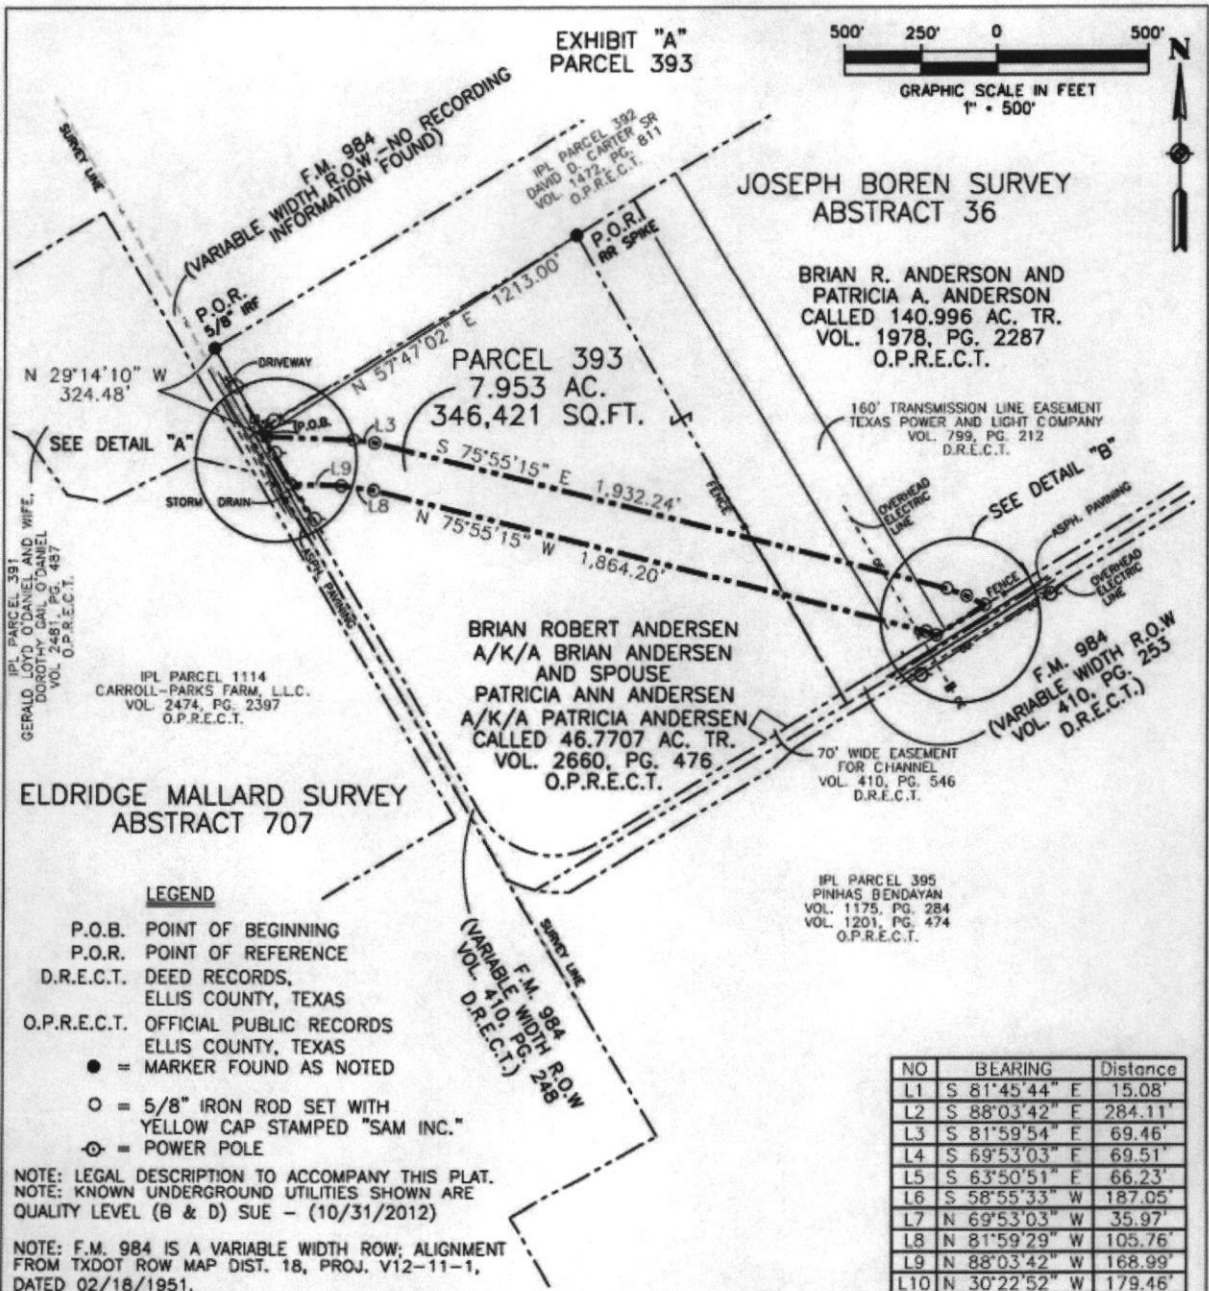 EXHIBIT "A"
PARCEL 393
500' 250' 0 500'
N
GRAPHIC SCALE IN FEET
1" = 500'
SURVEY LINE
F.M. 984
(VARIABLE WIDTH R.O.W.-NO RECORDING
INFORMATION FOUND)
IPL PARCEL 392
DAVID D. CARTER SR
VOL. 1472, PG. 811
O.P.R.E.C.T.
JOSEPH BOREN SURVEY
ABSTRACT 36
P.O.R.
RR SPIKE
BRIAN R. ANDERSON AND
PATRICIA A. ANDERSON
CALLED 140.996 AC. TR.
VOL. 1978, PG. 2287
O.P.R.E.C.T.
P.O.R.
5/8" IRF
N 57°47'02" E 1213.00'
DRIVEWAY
N 29°14'10" W
324.48'
PARCEL 393
7.953 AC.
346,421 SQ.FT.
160' TRANSMISSION LINE EASEMENT
TEXAS POWER AND LIGHT COMPANY
VOL. 799, PG. 212
D.R.E.C.T.
SEE DETAIL "A"
P.O.B.
L3
S 75°55'15" E 1,932.24'
SEE DETAIL "B"
L9
L8
STORM DRAIN
N 75°55'15" W 1,864.20'
FENCE
OVERHEAD
ELECTRIC
LINE
ASPH. PAVINING
FENCE
OVERHEAD
ELECTRIC
LINE
ASPH. PAVINING
IPL PARCEL 391
GERALD LOYD O'DANIEL AND WIFE,
DOROTHY GAIL O'DANIEL
VOL. 2481, PG. 487
O.P.R.E.C.T.
BRIAN ROBERT ANDERSEN
A/K/A BRIAN ANDERSEN
AND SPOUSE
PATRICIA ANN ANDERSEN
A/K/A PATRICIA ANDERSEN
CALLED 46.7707 AC. TR.
VOL. 2660, PG. 476
O.P.R.E.C.T.
F.M. 984
(VARIABLE WIDTH R.O.W
VOL. 410, PG. 253
D.R.E.C.T.)
IPL PARCEL 1114
CARROLL-PARKS FARM, L.L.C.
VOL. 2474, PG. 2397
O.P.R.E.C.T.
70' WIDE EASEMENT
FOR CHANNEL
VOL. 410, PG. 546
D.R.E.C.T.
ELDRIDGE MALLARD SURVEY
ABSTRACT 707
IPL PARCEL 395
PINHAS BENDAYAN
VOL. 1175, PG. 284
VOL. 1201, PG. 474
O.P.R.E.C.T.
SURVEY LINE
F.M. 984
(VARIABLE WIDTH R.O.W
VOL. 410, PG. 248
D.R.E.C.T.)
LEGEND
P.O.B. POINT OF BEGINNING
P.O.R. POINT OF REFERENCE
D.R.E.C.T. DEED RECORDS,
ELLIS COUNTY, TEXAS
O.P.R.E.C.T. OFFICIAL PUBLIC RECORDS
ELLIS COUNTY, TEXAS
= MARKER FOUND AS NOTED
= 5/8" IRON ROD SET WITH
YELLOW CAP STAMPED "SAM INC."
= POWER POLE
NOTE: LEGAL DESCRIPTION TO ACCOMPANY THIS PLAT.
NOTE: KNOWN UNDERGROUND UTILITIES SHOWN ARE
QUALITY LEVEL (B & D) SUE - (10/31/2012)
NOTE: F.M. 984 IS A VARIABLE WIDTH ROW; ALIGNMENT
FROM TXDOT ROW MAP DIST. 18, PROJ. V12-11-1,
DATED 02/18/1951.
NO BEARING Distance
L1 S 81°45'44" E 15.08'
L2 S 88°03'42" E 284.11'
L3 S 81°59'54" E 69.46'
L4 S 69°53'03" E 69.51'
L5 S 63°50'51" E 66.23'
L6 S 58°55'33" W 187.05'
L7 N 69°53'03" W 35.97'
L8 N 81°59'29" W 105.76'
L9 N 88°03'42" W 168.99'
L10 N 30°22'52" W 179.46'